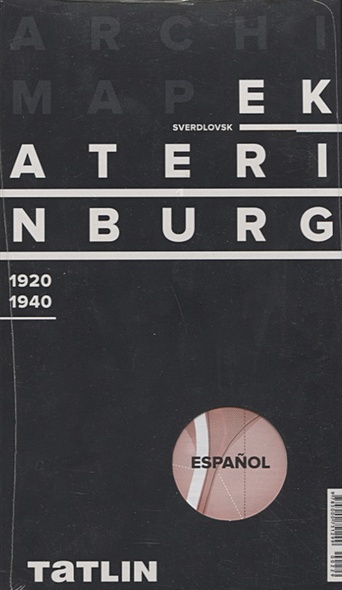 ARCHI
MAP EK
SVERDLOVSK
ATERI
NBURG
1920
1940
ESPAÑOL
TATLIN